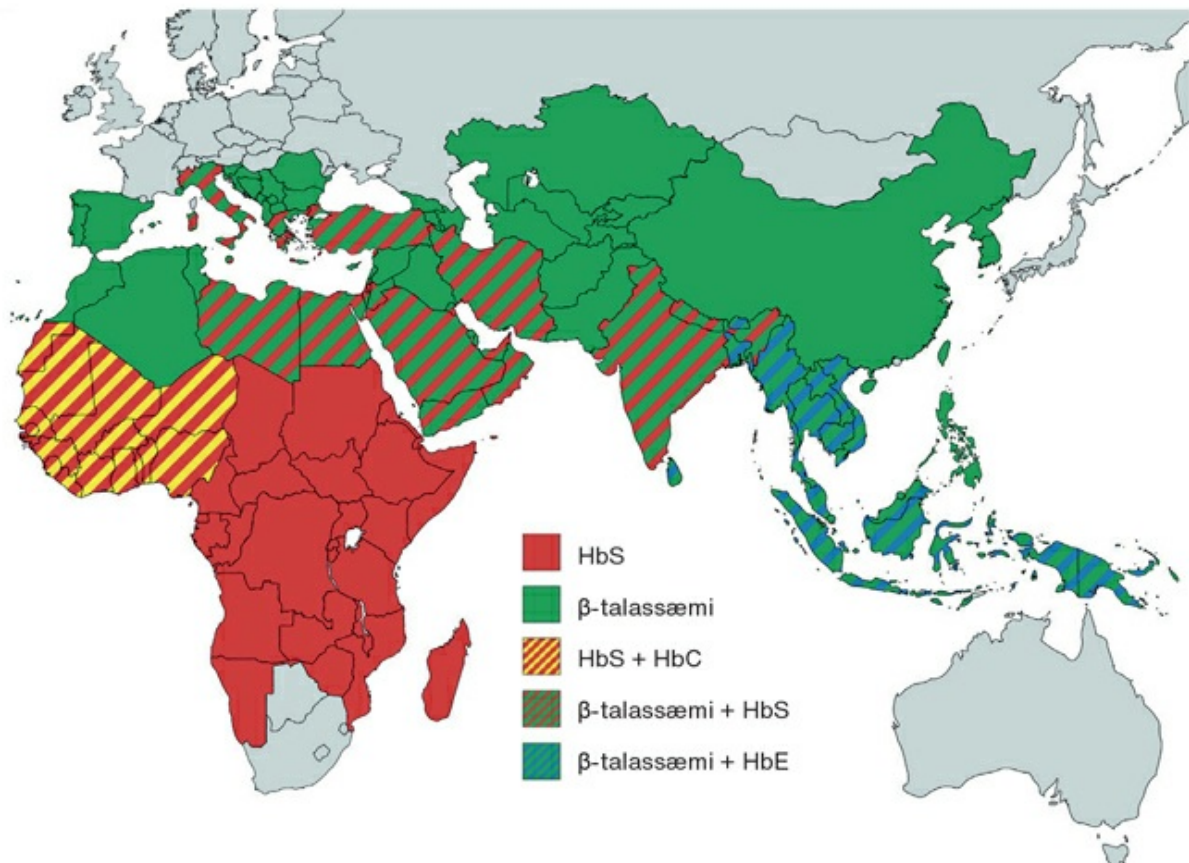 HbS
β-talassæmi
HbS + HbC
β-talassæmi + HbS
β-talassæmi + HbE